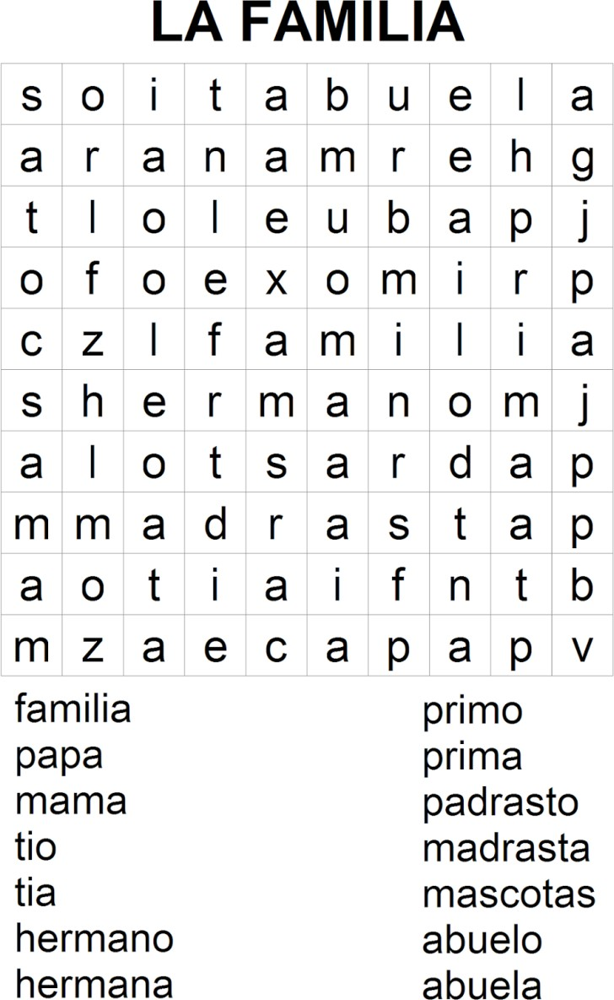 LA FAMILIA
s o i t a b u e l a
a r a n a m r e h g
t l o l e u b a p j
o f o e x o m i r p
c z l f a m i l i a
s h e r m a n o m j
a l o t s a r d a p
m m a d r a s t a p
a o t i a i f n t b
m z a e c a p a p v
familia primo
papa prima
mama padrasto
tio madrasta
tia mascotas
hermano abuelo
hermana abuela